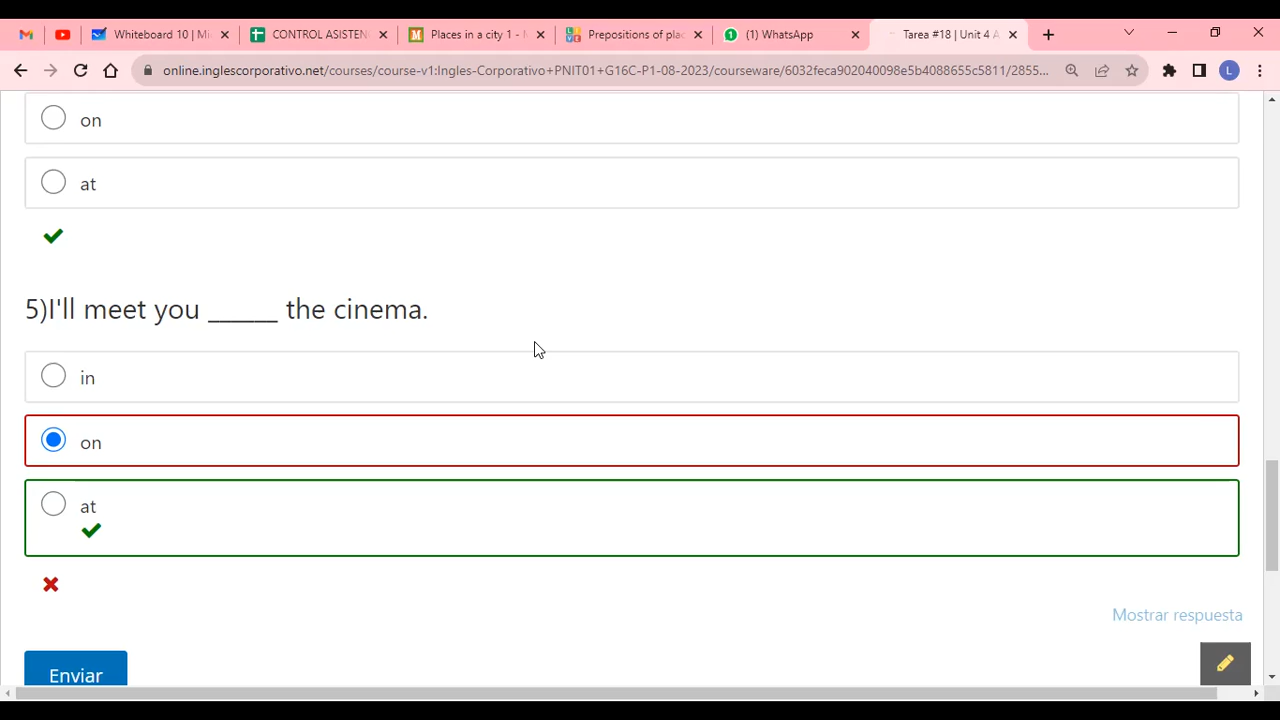 Whiteboard 10 | Mi
CONTROL ASISTEN
Places in a city 1 -
Prepositions of pla
(1) WhatsApp
Tarea #18 | Unit 4 A
online.inglescorporativo.net/courses/course-v1:Ingles-Corporativo+PNIT01+G16C-P1-08-2023/courseware/6032feca902040098e5b4088655c5811/2855...
L
on
at
5)I'll meet you ______ the cinema.
in
on
at
Mostrar respuesta
Enviar